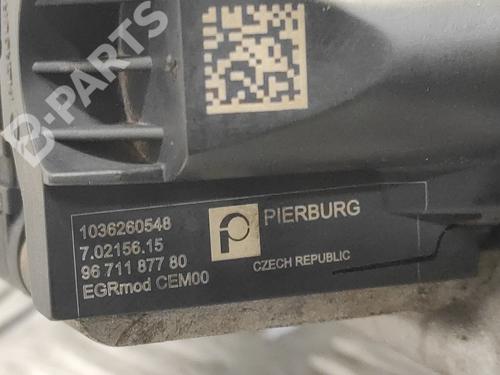 B-PARTS
1036260548
7.02156.15
96 711 877 80
EGRmod CEM00
PIERBURG
CZECH REPUBLIC